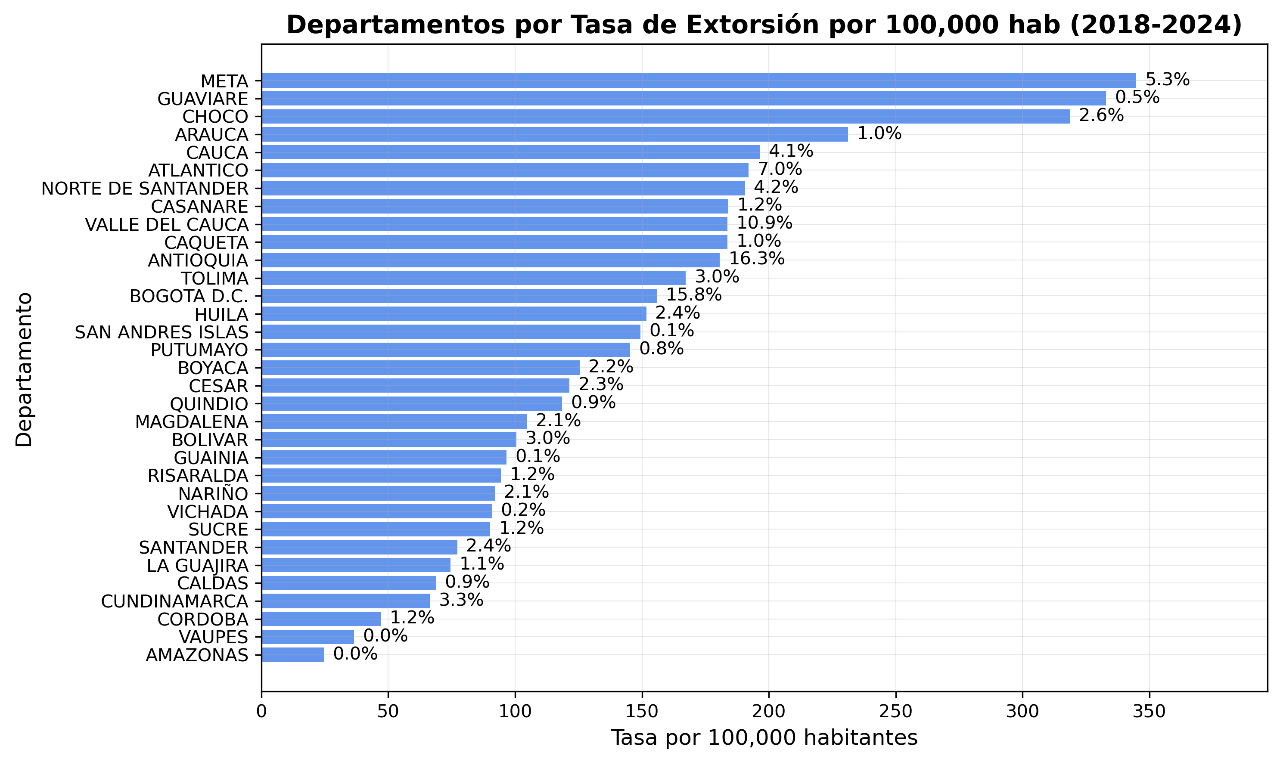 Departamentos por Tasa de Extorsión por 100,000 hab (2018-2024)
Departamento
META 5.3%
GUAVIARE 0.5%
CHOCO 2.6%
ARAUCA 1.0%
CAUCA 4.1%
ATLANTICO 7.0%
NORTE DE SANTANDER 4.2%
CASANARE 1.2%
VALLE DEL CAUCA 10.9%
CAQUETA 1.0%
ANTIOQUIA 16.3%
TOLIMA 3.0%
BOGOTA D.C. 15.8%
HUILA 2.4%
SAN ANDRES ISLAS 0.1%
PUTUMAYO 0.8%
BOYACA 2.2%
CESAR 2.3%
QUINDIO 0.9%
MAGDALENA 2.1%
BOLIVAR 3.0%
GUAINIA 0.1%
RISARALDA 1.2%
NARIÑO 2.1%
VICHADA 0.2%
SUCRE 1.2%
SANTANDER 2.4%
LA GUAJIRA 1.1%
CALDAS 0.9%
CUNDINAMARCA 3.3%
CORDOBA 1.2%
VAUPES 0.0%
AMAZONAS 0.0%
0 50 100 150 200 250 300 350
Tasa por 100,000 habitantes